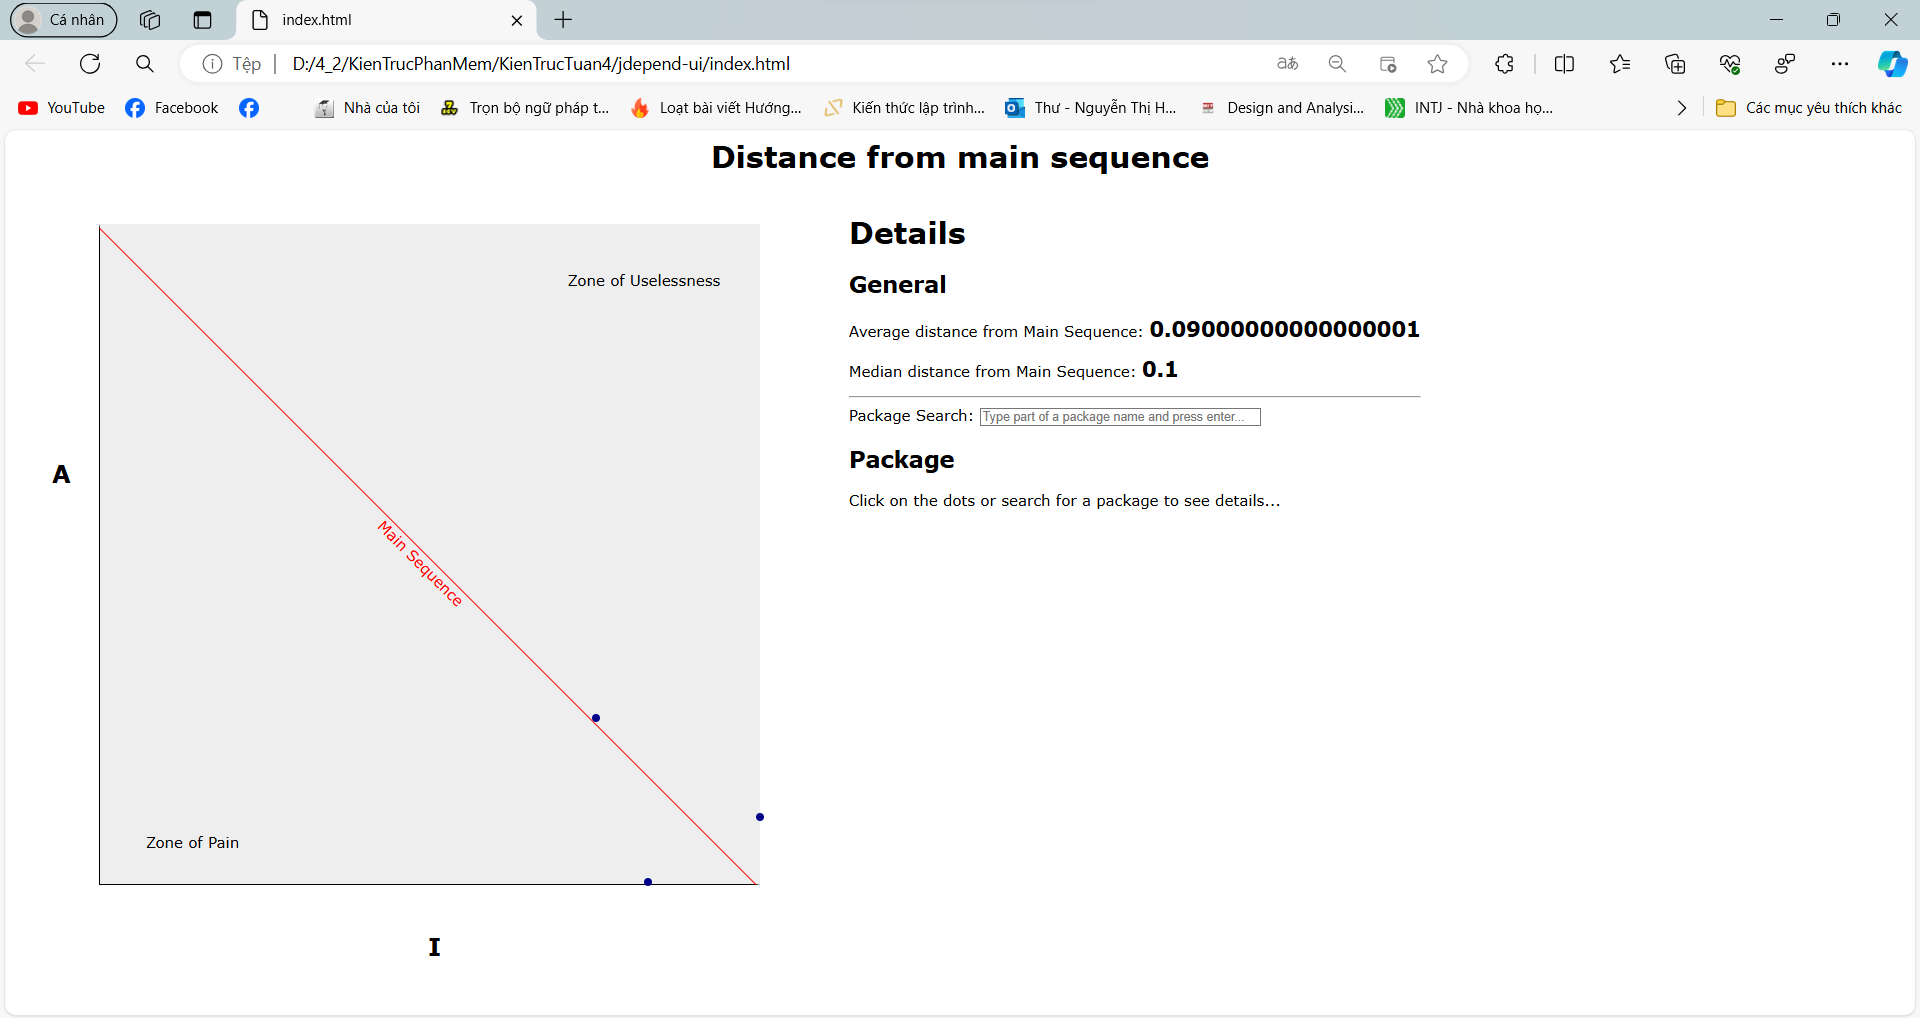 Cá nhân
index.html
Tệp
D:/4_2/KienTrucPhanMem/KienTrucTuan4/jdepend-ui/index.html
YouTube
Facebook
Nhà của tôi
Trọn bộ ngữ pháp t...
Loạt bài viết Hướng...
Kiến thức lập trình...
Thư - Nguyễn Thị H...
Design and Analysi...
INTJ - Nhà khoa họ...
Các mục yêu thích khác
Distance from main sequence
Zone of Uselessness
A
Main Sequence
Zone of Pain
I
Details
General
Average distance from Main Sequence: 0.09000000000000001
Median distance from Main Sequence: 0.1
Package Search: Type part of a package name and press enter...
Package
Click on the dots or search for a package to see details...